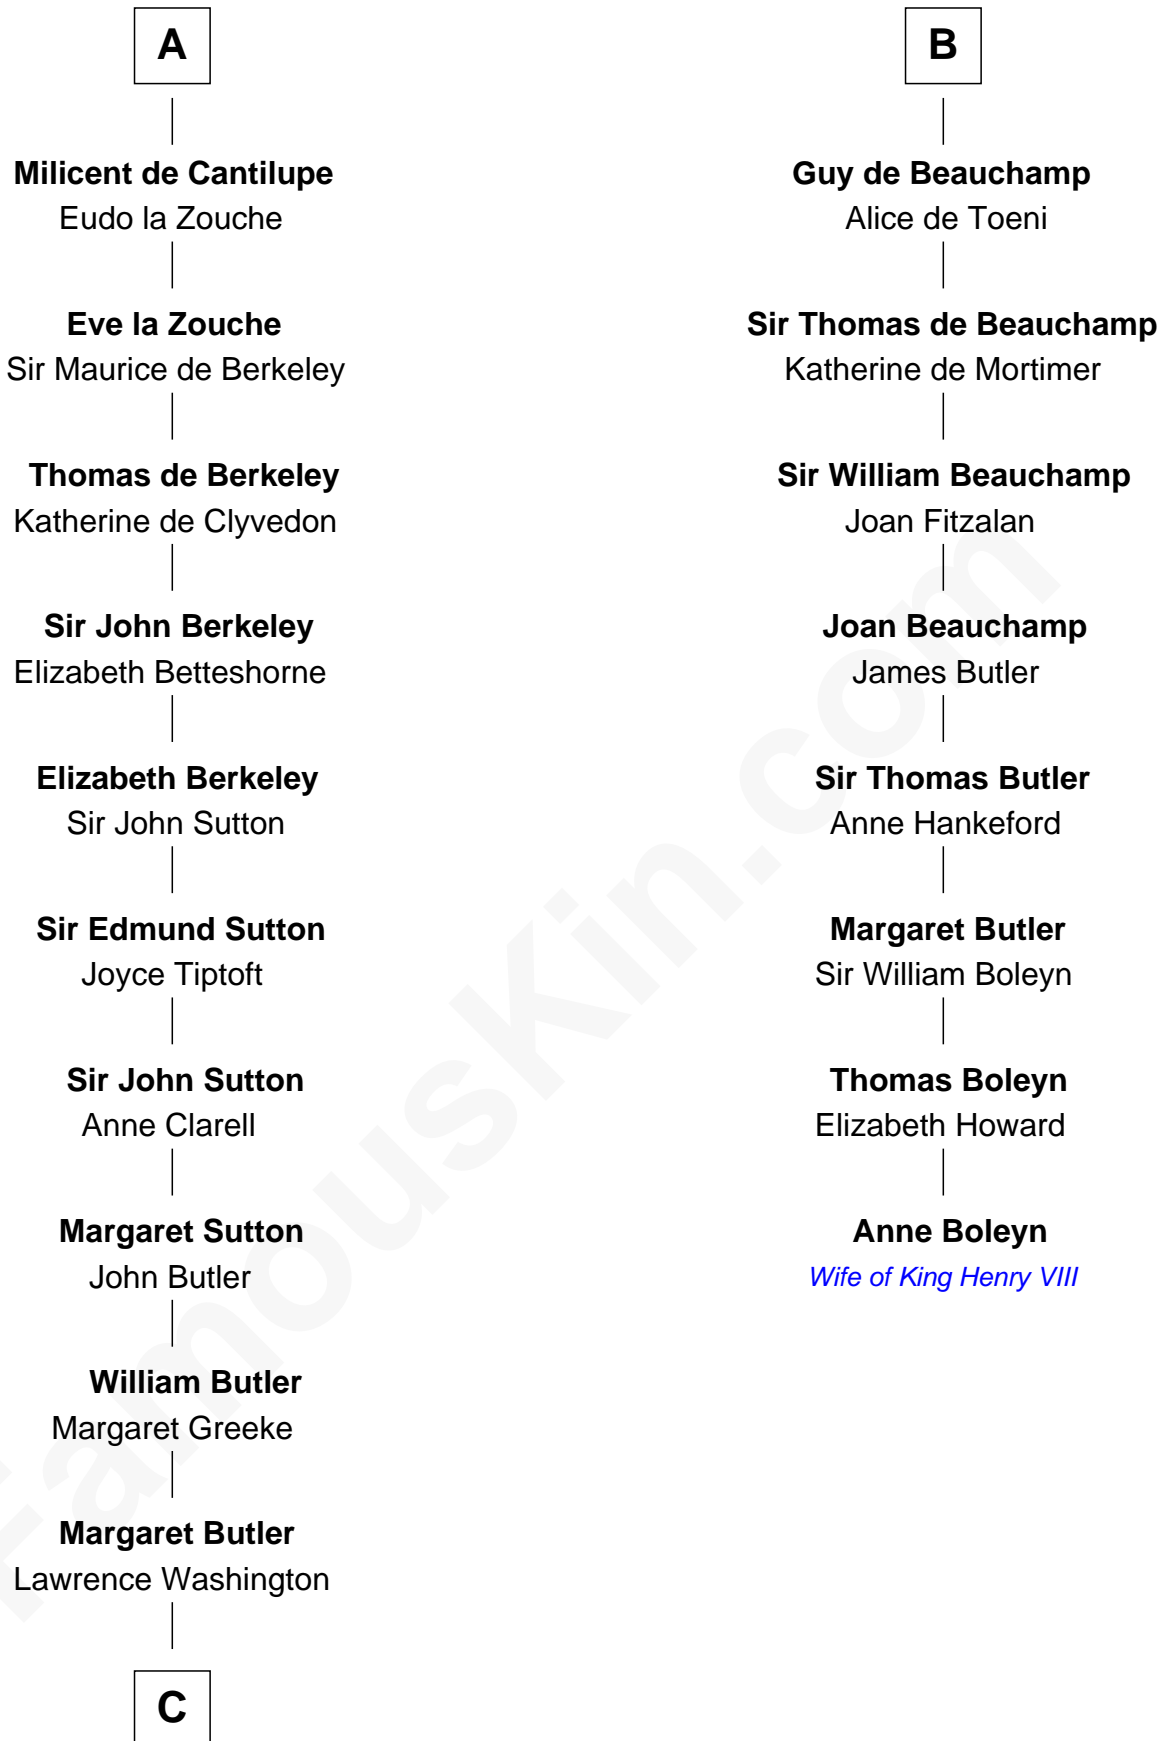 A
Milicent de Cantilupe
Eudo la Zouche
Eve la Zouche
Sir Maurice de Berkeley
Thomas de Berkeley
Katherine de Clyvedon
Sir John Berkeley
Elizabeth Betteshorne
Elizabeth Berkeley
Sir John Sutton
Sir Edmund Sutton
Joyce Tiptoft
Sir John Sutton
Anne Clarell
Margaret Sutton
John Butler
William Butler
Margaret Greeke
Margaret Butler
Lawrence Washington
C
B
Guy de Beauchamp
Alice de Toeni
Sir Thomas de Beauchamp
Katherine de Mortimer
Sir William Beauchamp
Joan Fitzalan
Joan Beauchamp
James Butler
Sir Thomas Butler
Anne Hankeford
Margaret Butler
Sir William Boleyn
Thomas Boleyn
Elizabeth Howard
Anne Boleyn
Wife of King Henry VIII
FamousKin.com